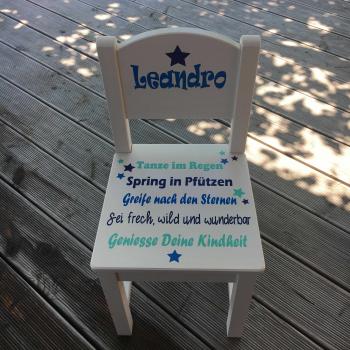 Leandro
Tanze im Regen
Spring in Pfützen
Greife nach den Sternen
Sei frech, wild und wunderbar
Geniesse Deine Kindheit